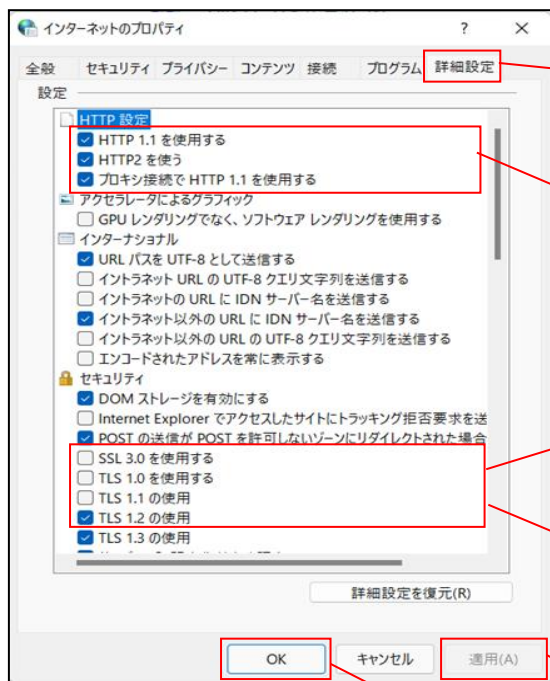 インターネットのプロパティ ? ×
全般 セキュリティ プライバシー コンテンツ 接続 プログラム 詳細設定
設定
HTTP 設定
HTTP 1.1 を使用する
HTTP2 を使う
プロキシ接続で HTTP 1.1 を使用する
アクセラレータによるグラフィック
GPU レンダリングでなく、ソフトウェア レンダリングを使用する
インターナショナル
URL パスを UTF-8 として送信する
イントラネット URL の UTF-8 クエリ文字列を送信する
イントラネットの URL に IDN サーバー名を送信する
イントラネット以外の URL に IDN サーバー名を送信する
イントラネット以外の URL の UTF-8 クエリ文字列を送信する
エンコードされたアドレスを常に表示する
セキュリティ
DOM ストレージを有効にする
Internet Explorer でアクセスしたサイトにトラッキング拒否要求を送
POST の送信が POST を許可しないゾーンにリダイレクトされた場合
SSL 3.0 を使用する
TLS 1.0 を使用する
TLS 1.1 の使用
TLS 1.2 の使用
TLS 1.3 の使用
詳細設定を復元(R)
OK キャンセル 適用(A)